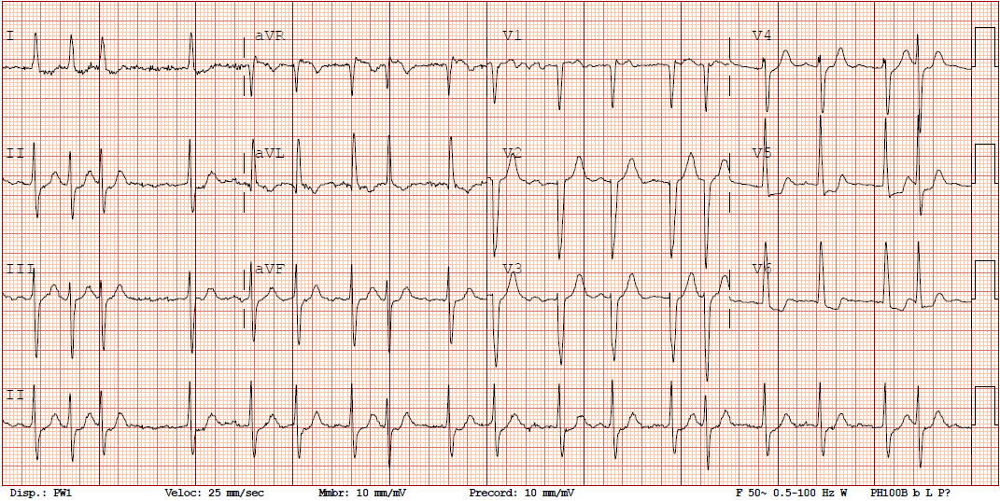 I aVR V1 V4
II aVL V2 V5
III aVF V3 V6
II
Disp.: PW1 Veloc: 25 mm/sec Mmbr: 10 mm/mV Precord: 10 mm/mV F 50~ 0.5-100 Hz W PH100B b L P?